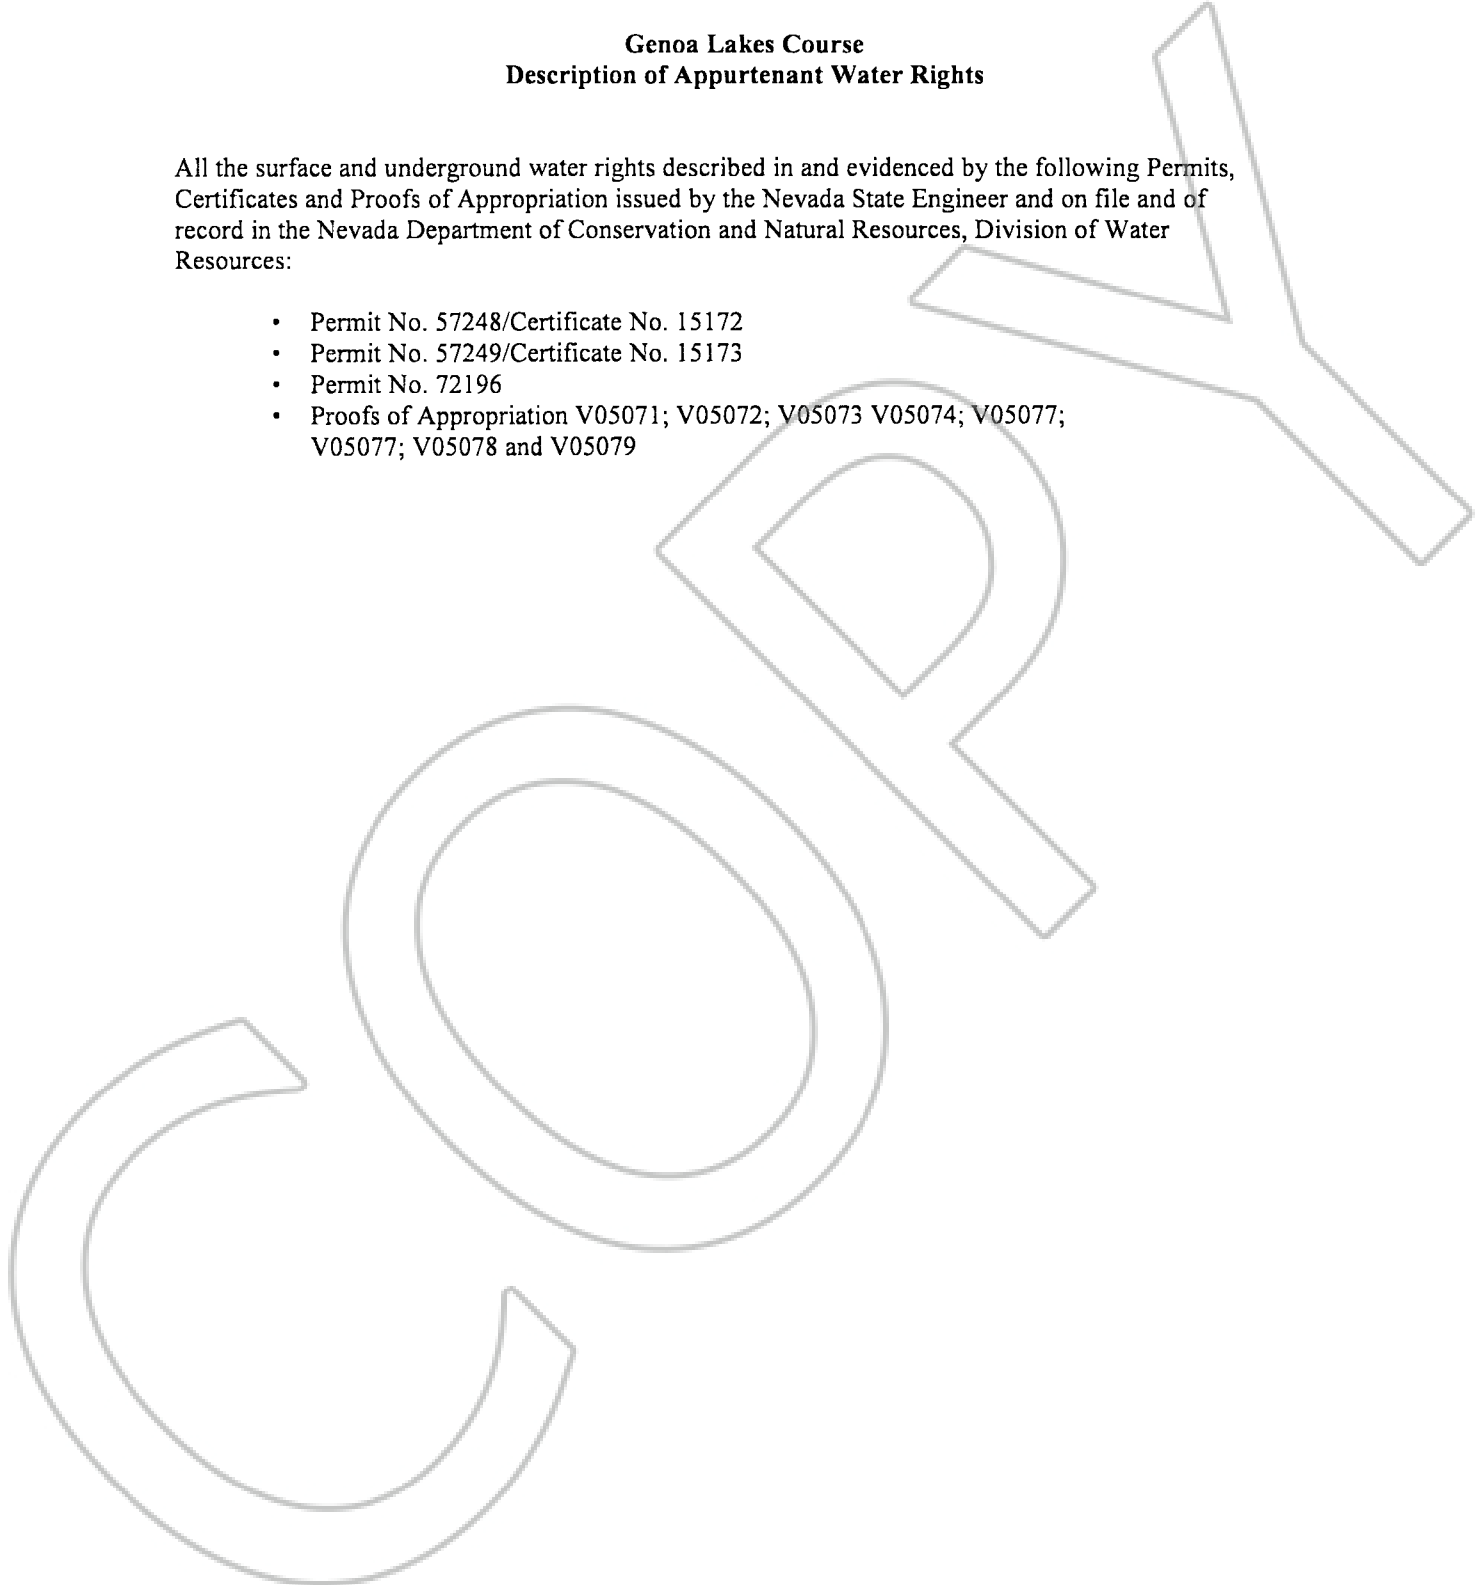 Genoa Lakes Course
Description of Appurtenant Water Rights
All the surface and underground water rights described in and evidenced by the following Permits,
Certificates and Proofs of Appropriation issued by the Nevada State Engineer and on file and of
record in the Nevada Department of Conservation and Natural Resources, Division of Water
Resources:
• Permit No. 57248/Certificate No. 15172
• Permit No. 57249/Certificate No. 15173
• Permit No. 72196
• Proofs of Appropriation V05071; V05072; V05073 V05074; V05077;
V05077; V05078 and V05079
COPY